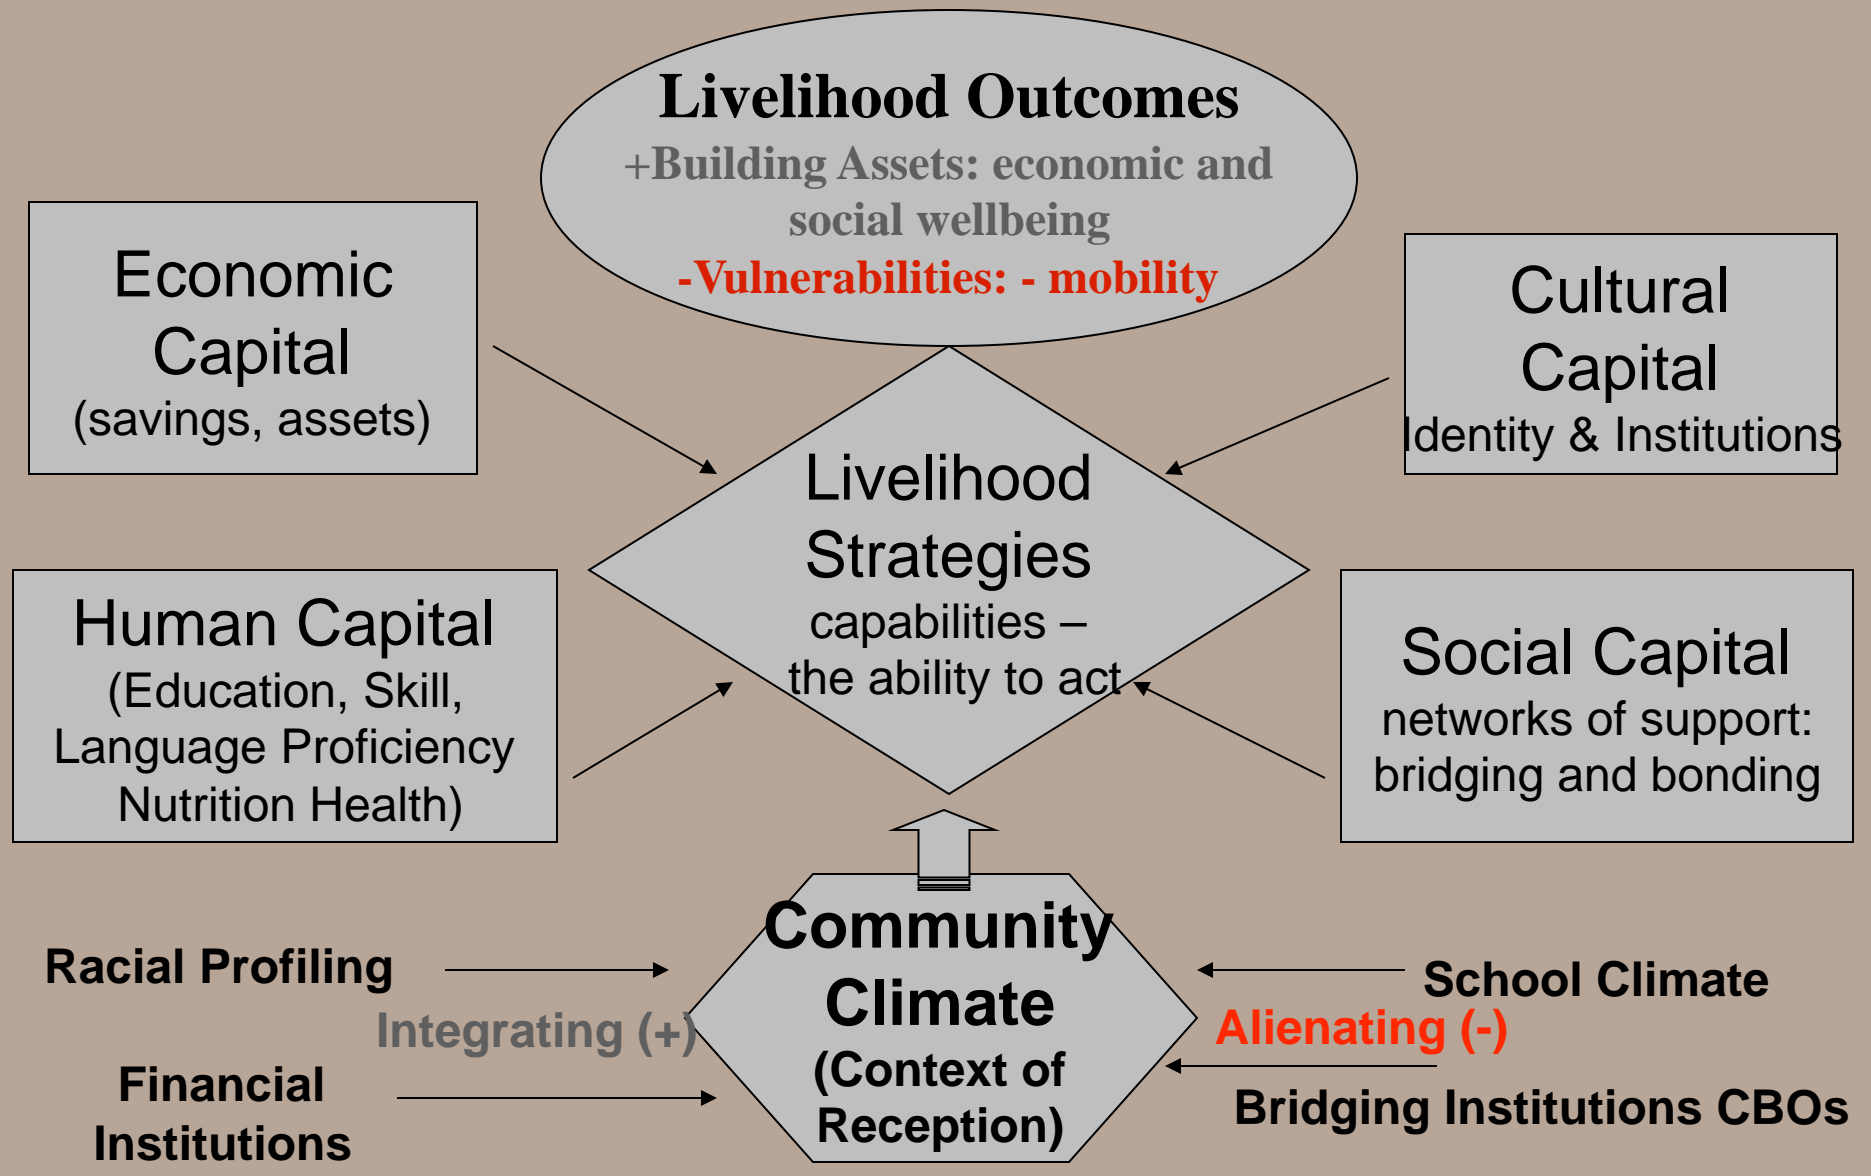 Livelihood Outcomes
+Building Assets: economic and
social wellbeing
-Vulnerabilities: - mobility
Economic
Capital
(savings, assets)
Cultural
Capital
Identity & Institutions
Livelihood
Strategies
capabilities –
the ability to act
Human Capital
(Education, Skill,
Language Proficiency
Nutrition Health)
Social Capital
networks of support:
bridging and bonding
Community
Climate
(Context of
Reception)
Racial Profiling
Integrating (+)
Financial
Institutions
School Climate
Alienating (-)
Bridging Institutions CBOs